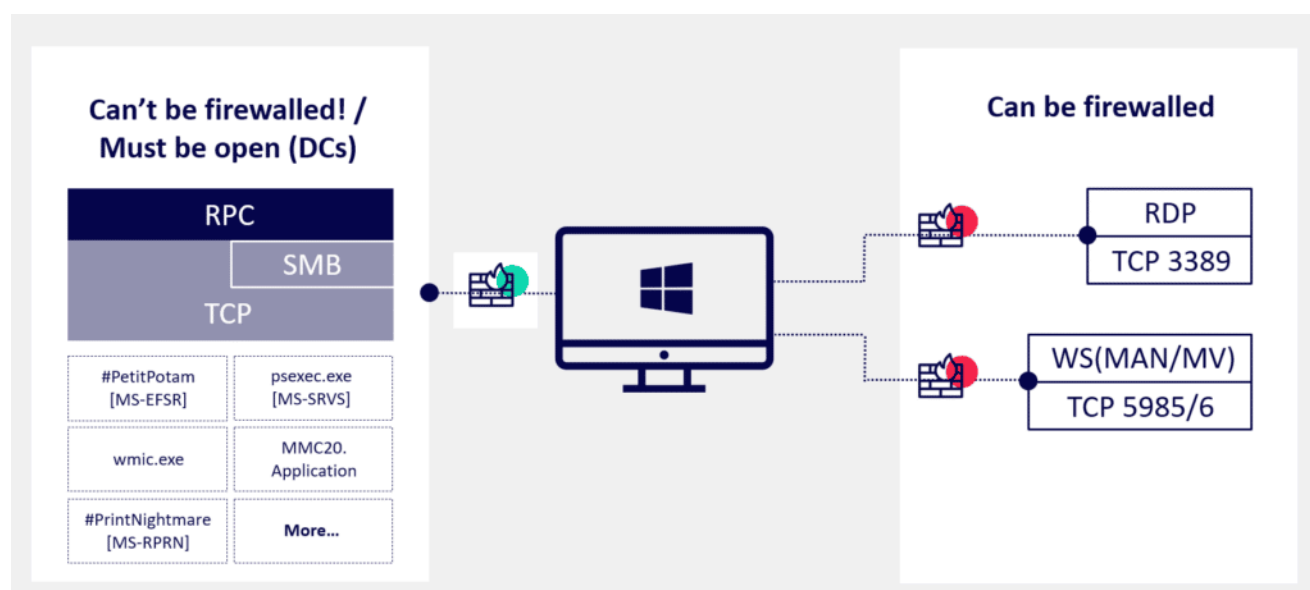 Can't be firewalled! /
Must be open (DCs)
RPC
SMB
TCP
#PetitPotam
[MS-EFSR]
psexec.exe
[MS-SRVS]
wmic.exe
MMC20.
Application
#PrintNightmare
[MS-RPRN]
More...
Can be firewalled
RDP
TCP 3389
WS(MAN/MV)
TCP 5985/6